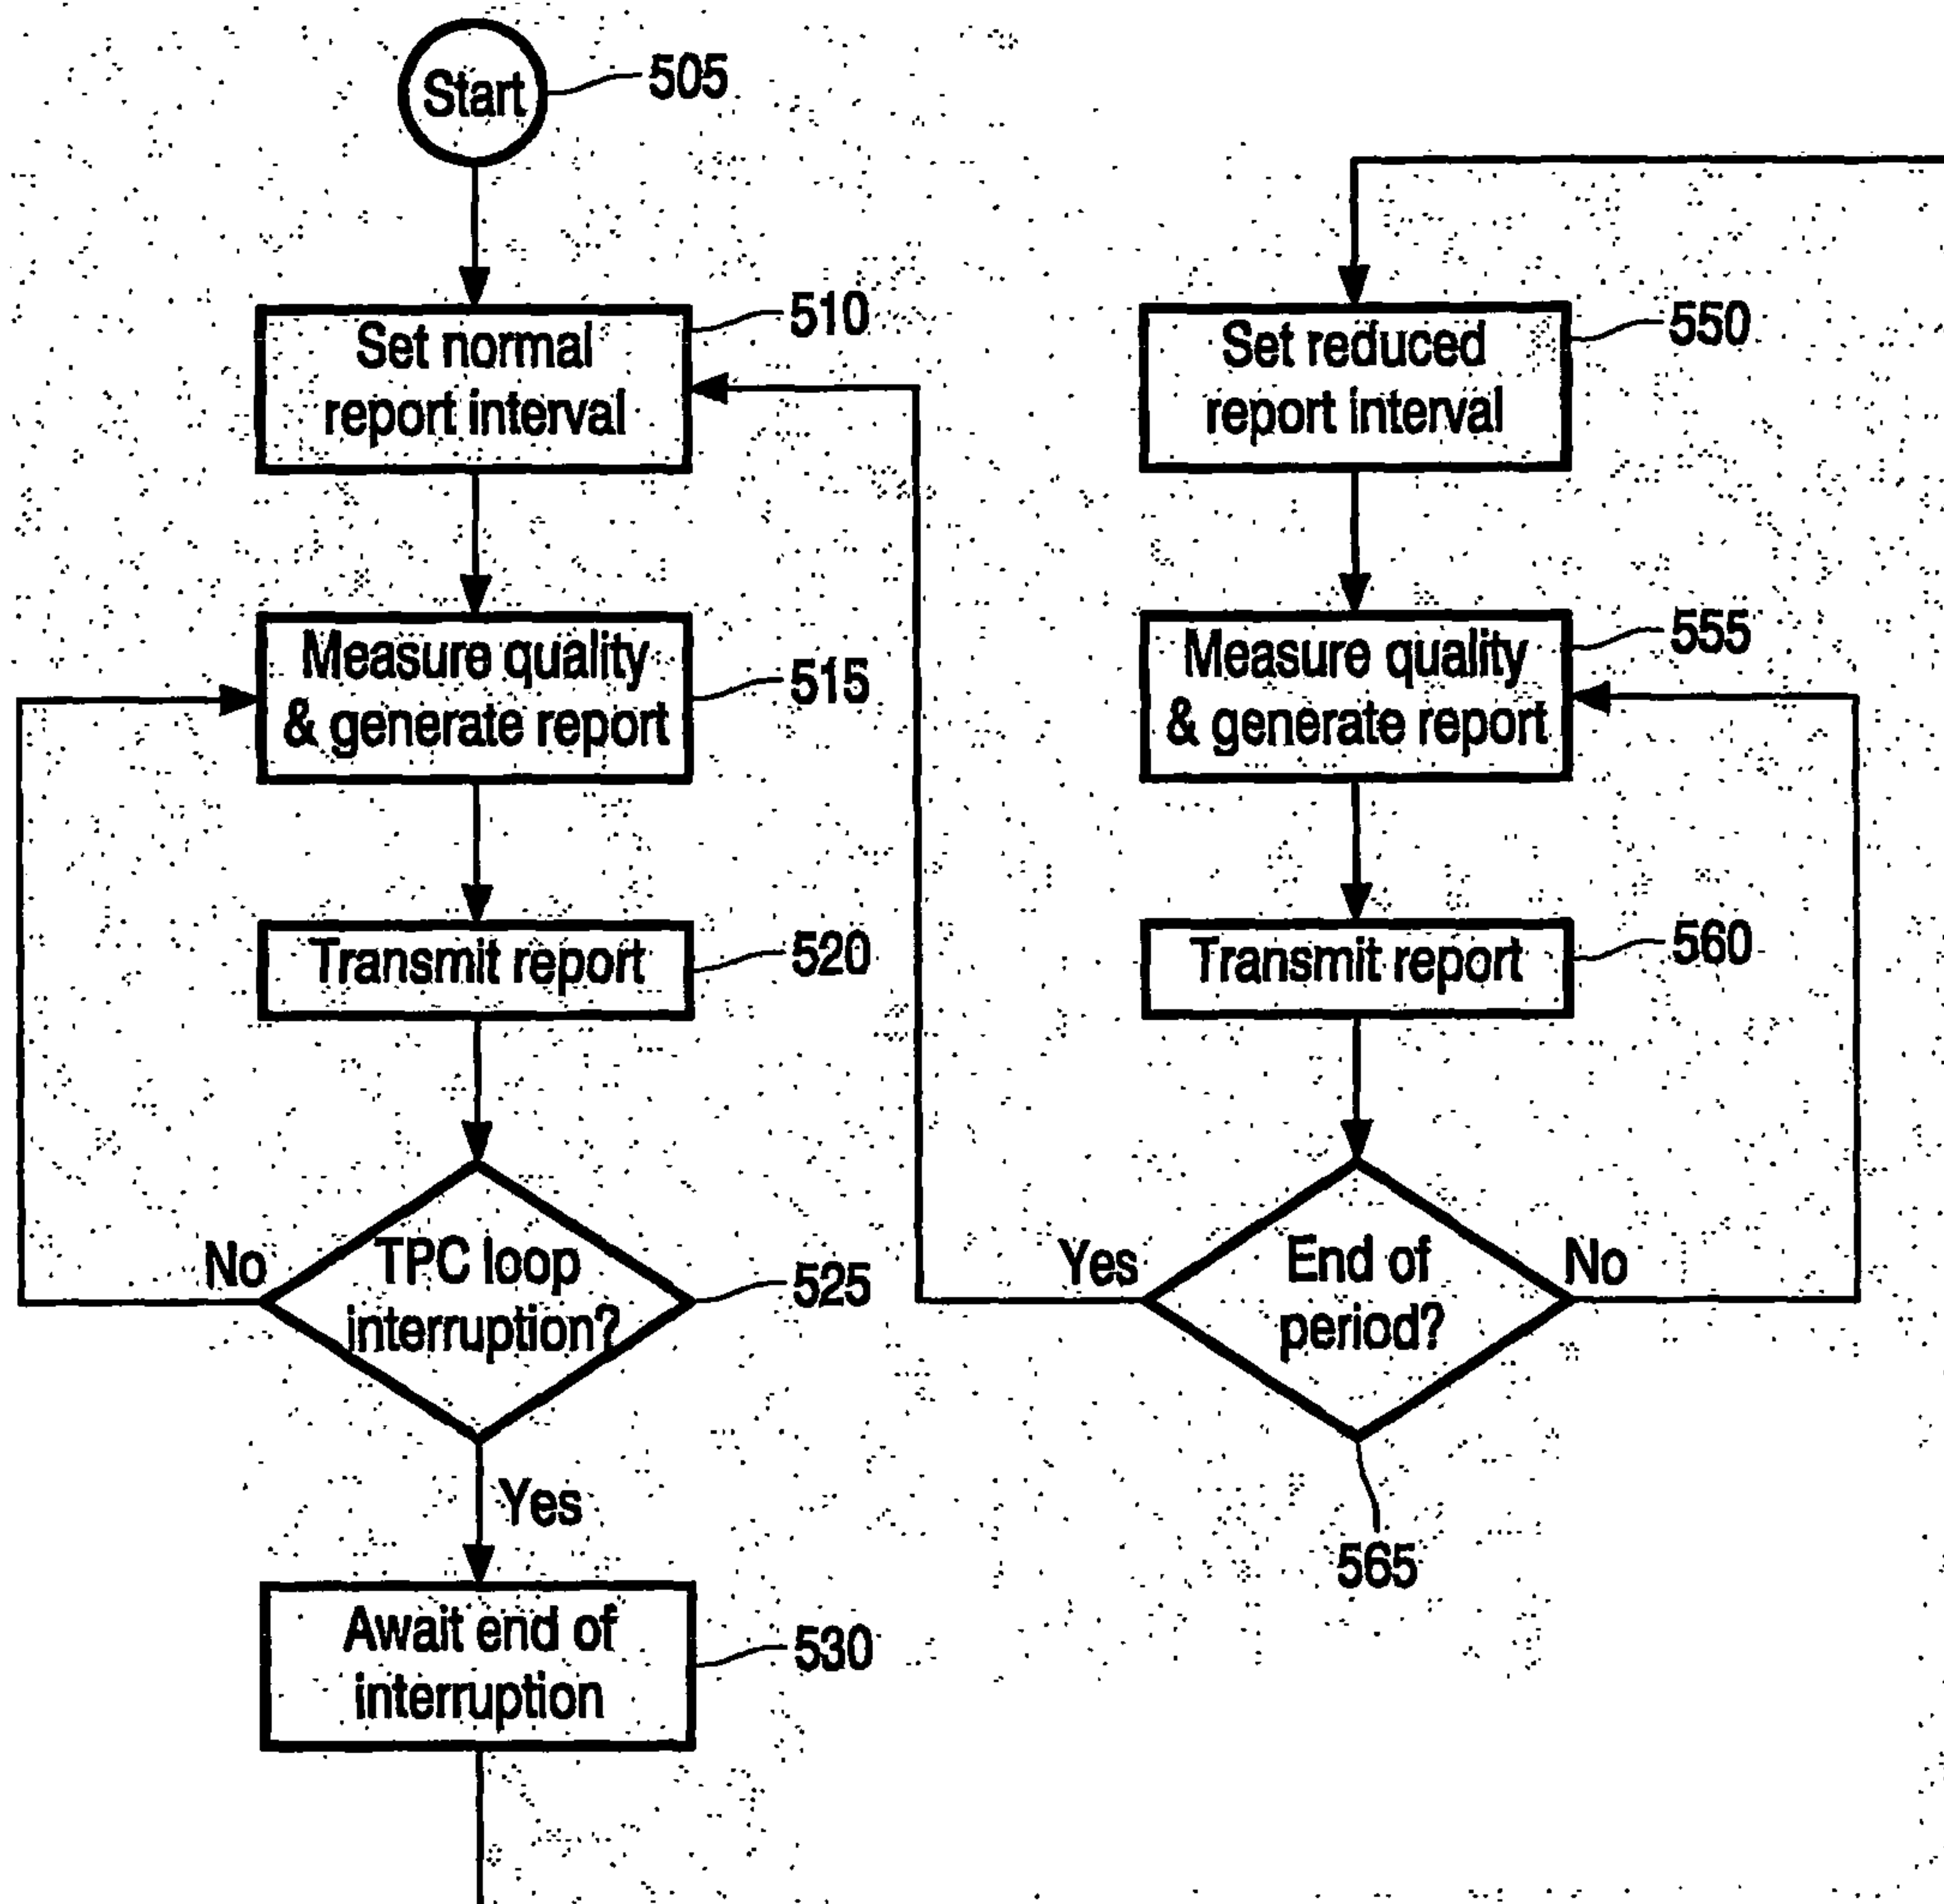 Start
505
Set normal
report interval
510
Measure quality
& generate report
515
Transmit report
520
TPC loop
interruption?
525
No
Yes
Await end of
interruption
530
Set reduced
report interval
550
Measure quality
& generate report
555
Transmit report
560
End of
period?
Yes
No
565